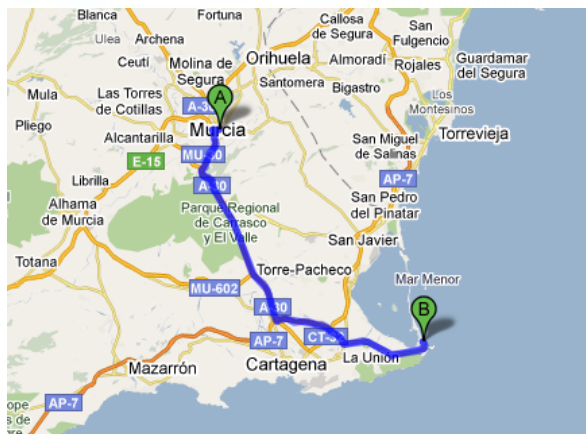 Blanca
Fortuna
Callosa
de Segura
San
Fulgencio
Ulea
Archena
Orihuela
Almoradí
Rojales
Guardamar
del Segura
Ceutí
Molina de
Segura
Mula
Las Torres
de Cotillas
Santomera
Bigastro
Los
Montesinos
A-30
A
Pliego
Alcantarilla
Murcia
Torrevieja
San Miguel
de Salinas
E-15
MU-30
Librilla
A-30
AP-7
Alhama
de Murcia
Parque Regional
de Carrasco
y El Valle
San Pedro
del Pinatar
San Javier
Totana
Torre-Pacheco
Mar Menor
MU-602
A-30
B
AP-7
La Unión
Cartagena
Mazarrón
AP-7